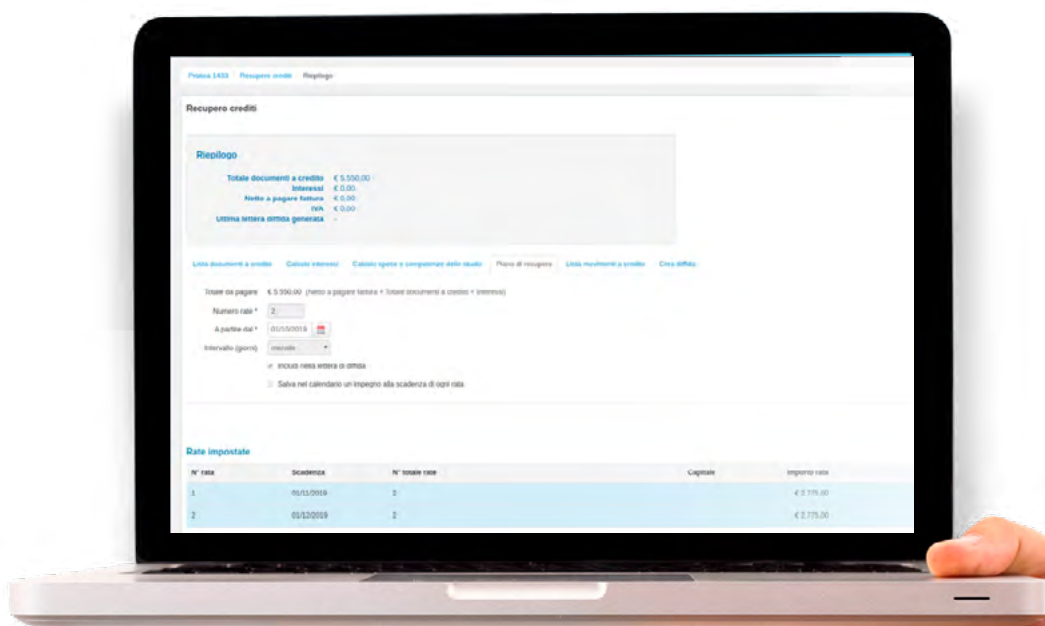 Pratica 1433 Recupero crediti Riepilogo
Recupero crediti
Riepilogo
Totale documenti a credito € 5.550,00
Interessi € 0,00
Netto a pagare fattura € 0,00
IVA € 0,00
Ultima lettera diffida generata -
Lista documenti a credito Calcolo interessi Calcolo spese e competenze dello studio Piano di recupero Lista movimenti a credito Crea diffida
Totale da pagare € 5.550,00 (Netto a pagare fattura + Totale documenti a credito + Interessi)
Numero rate * 2
A partire dal * 01/10/2019
Intervallo (giorni) mensile
Includi nella lettera di diffida
Salva nel calendario un impegno alla scadenza di ogni rata
Rate impostate
N° rata Scadenza N° totale rate Capitale Importo rata
1 01/11/2019 2 € 2.775,00
2 01/12/2019 2 € 2.775,00